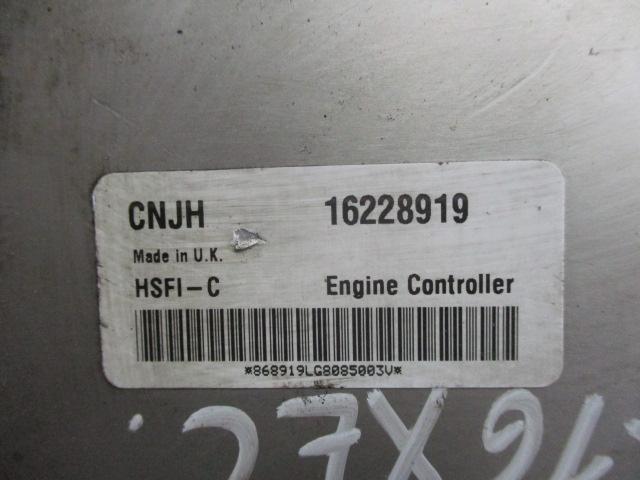 CNJH 16228919
Made in U.K.
HSFI-C Engine Controller
*868919LG8085003V*